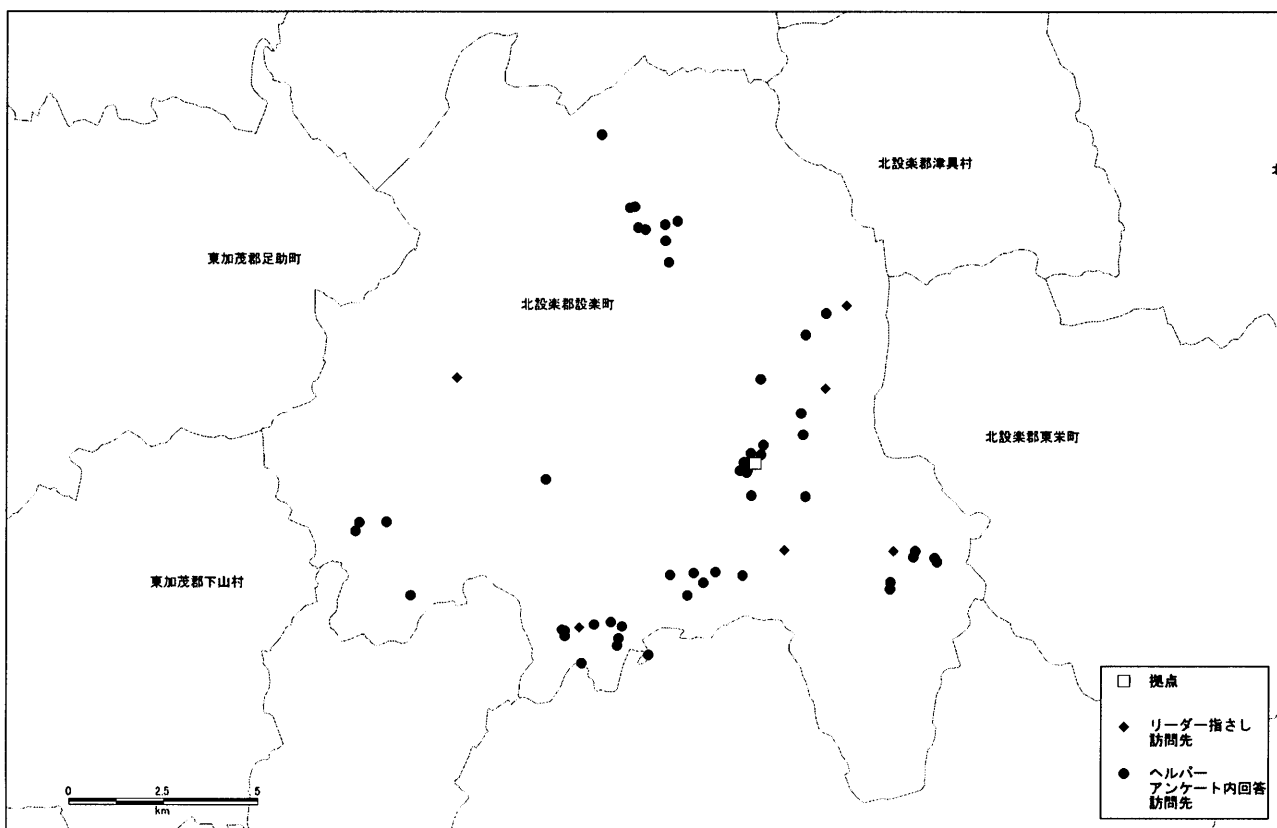 北設楽郡津具村
北
東加茂郡足助町
北設楽郡設楽町
北設楽郡東栄町
東加茂郡下山村
拠点
リーダー指さし
訪問先
ヘルパー
アンケート内回答
訪問先
0 2.5 5
km